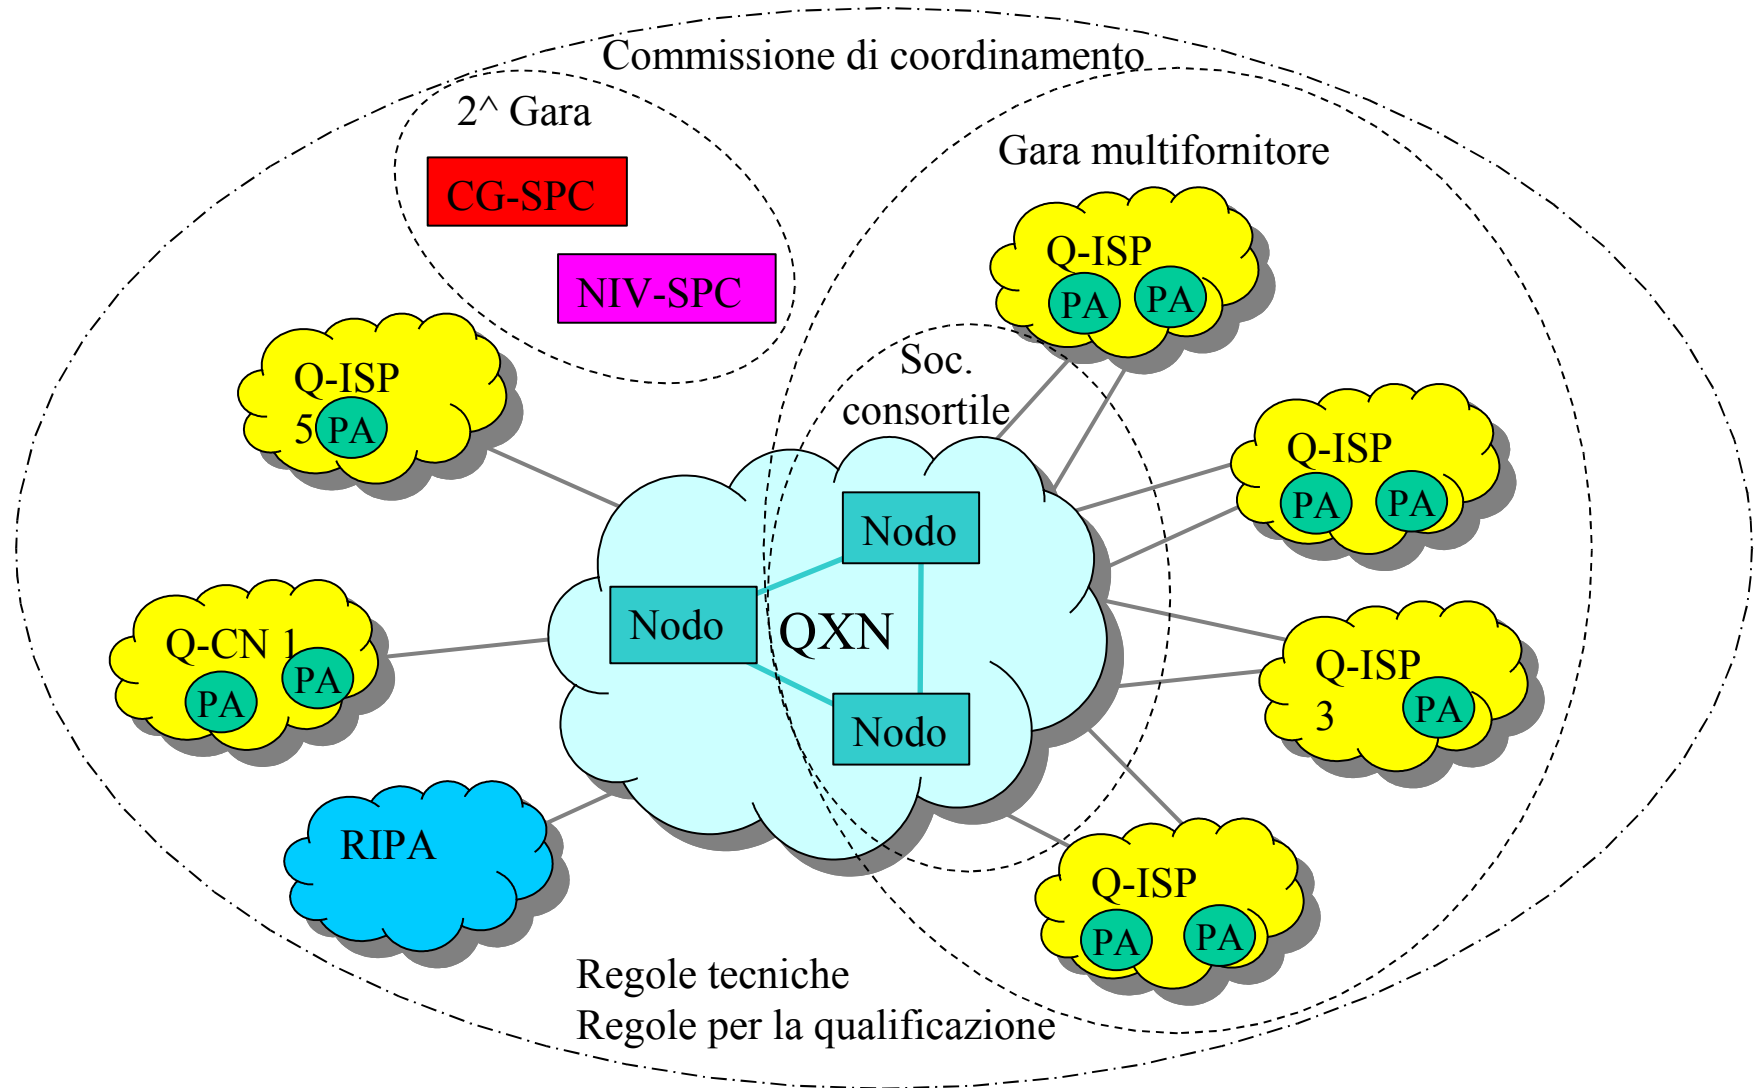 Commissione di coordinamento
2^ Gara
Gara multifornitore
CG-SPC
NIV-SPC
Q-ISP
PA
PA
Soc.
consortile
Q-ISP
5
PA
Q-ISP
PA
PA
Nodo
Nodo
QXN
Nodo
Q-CN 1
PA
PA
Q-ISP
3
PA
RIPA
Q-ISP
PA
PA
Regole tecniche
Regole per la qualificazione